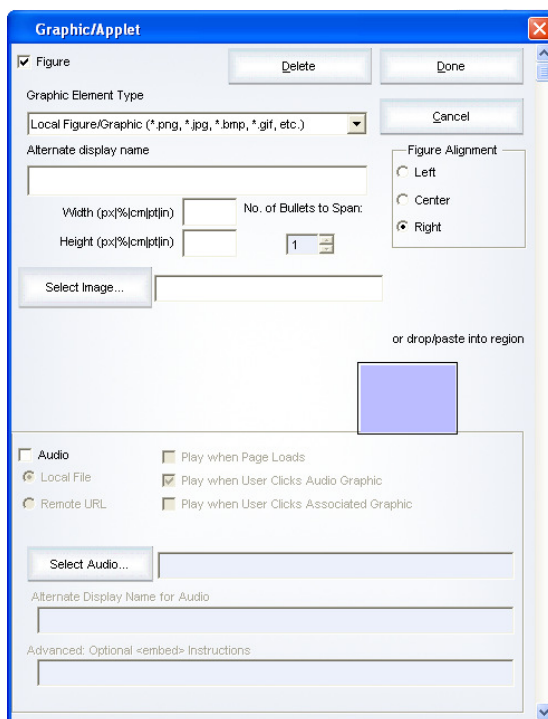 Graphic/Applet
Figure
Delete
Done
Graphic Element Type
Local Figure/Graphic (*.png, *.jpg, *.bmp, *.gif, etc.)
Cancel
Alternate display name
Figure Alignment
Left
Center
Right
Width (px|%|cm|pt|in)
No. of Bullets to Span:
Height (px|%|cm|pt|in)
1
Select Image...
or drop/paste into region
Audio
Play when Page Loads
Local File
Play when User Clicks Audio Graphic
Remote URL
Play when User Clicks Associated Graphic
Select Audio...
Alternate Display Name for Audio
Advanced: Optional <embed> Instructions